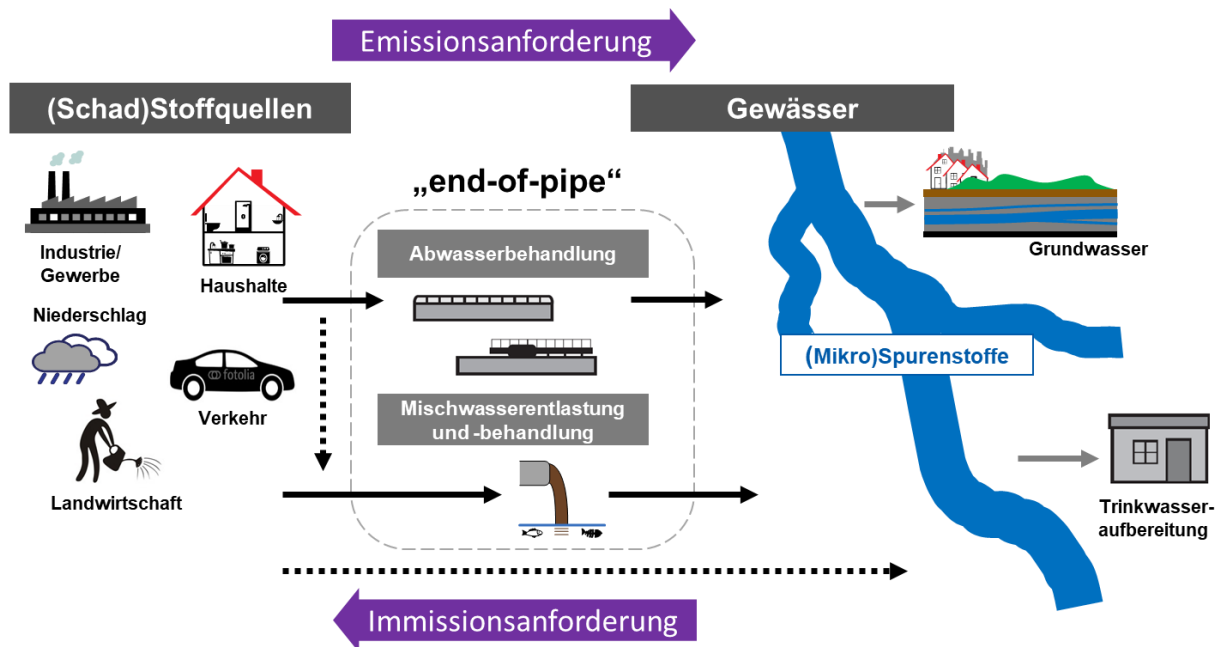 Emissionsanforderung
(Schad)Stoffquellen
Gewässer
„end-of-pipe“
Industrie/
Gewerbe
Haushalte
Abwasserbehandlung
Grundwasser
Niederschlag
fotolia
Verkehr
(Mikro)Spurenstoffe
Mischwasserentlastung
und -behandlung
Landwirtschaft
Trinkwasser-
aufbereitung
Immissionsanforderung